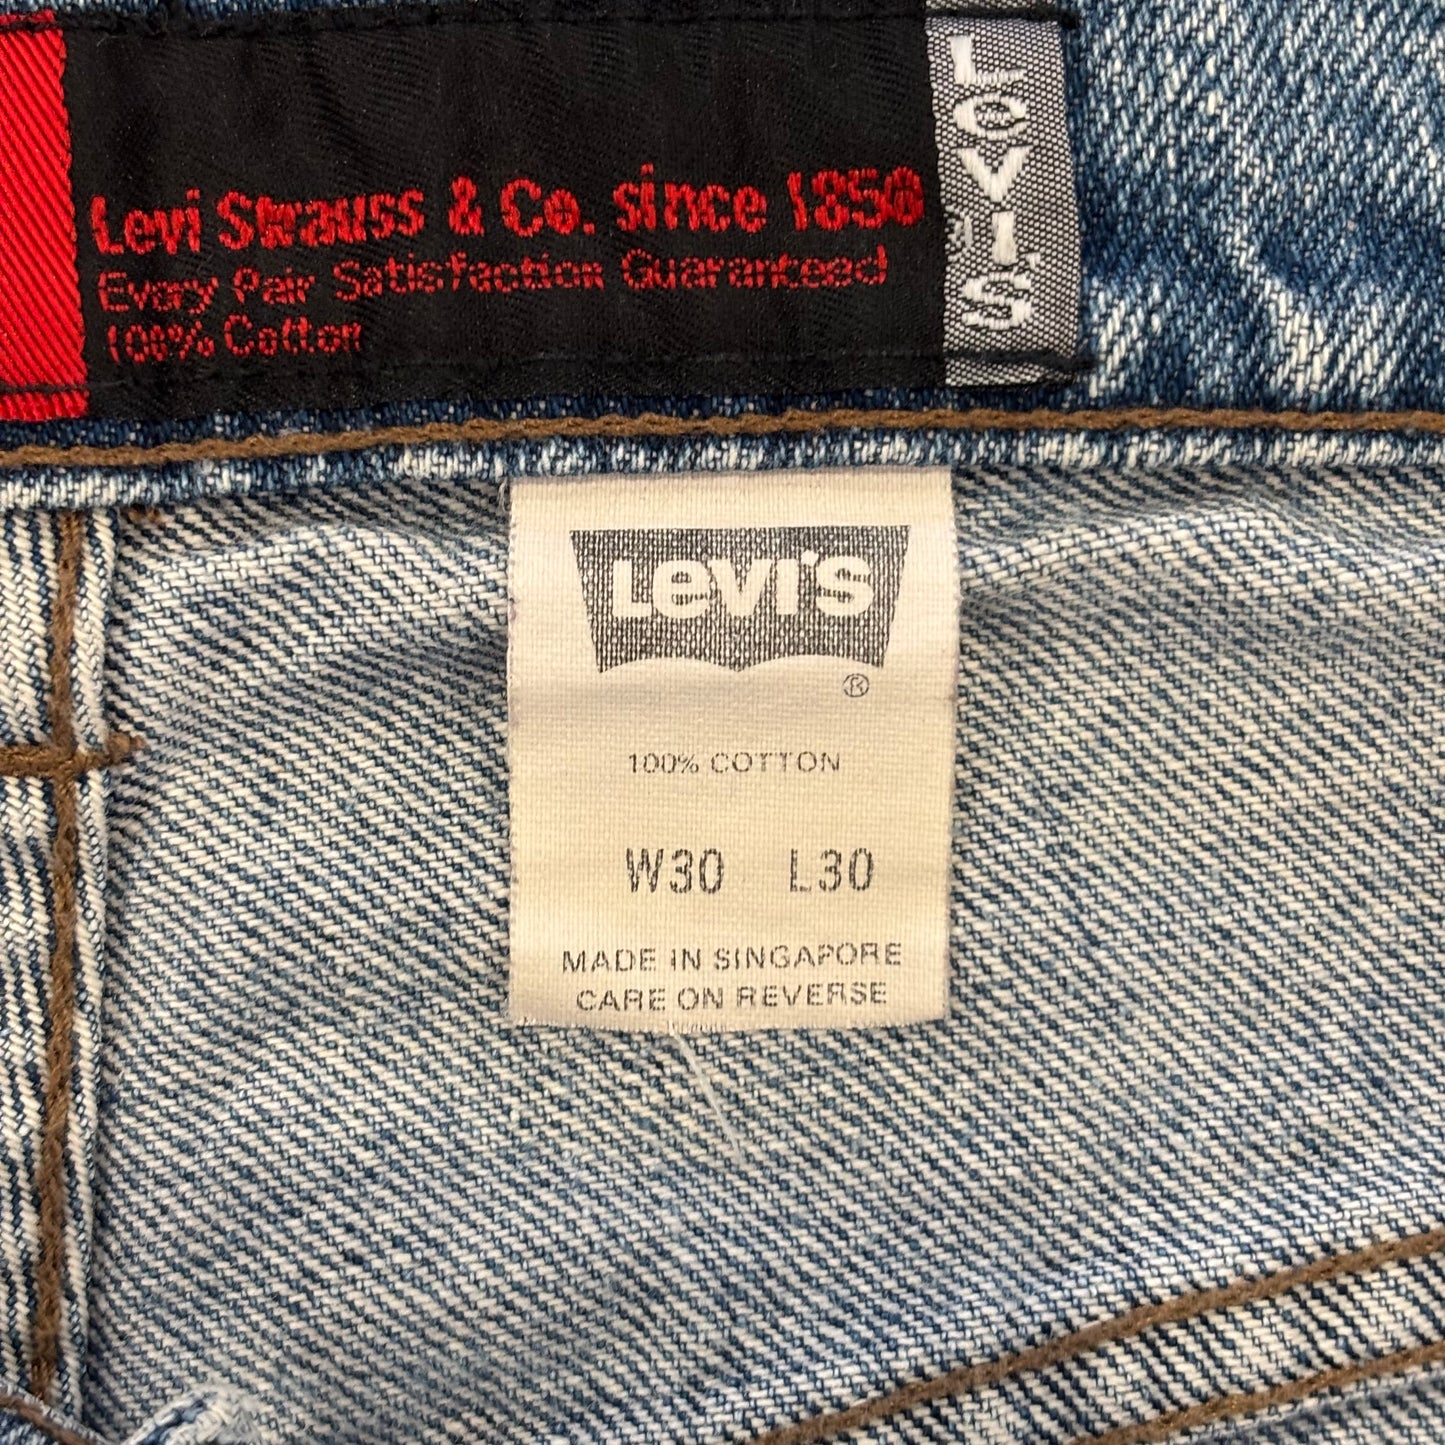 Levi Strauss & Co. since 1850
Every Pair Satisfaction Guaranteed
100% Cotton
LeVI'S
Levi's
®
100% COTTON
W30 L30
MADE IN SINGAPORE
CARE ON REVERSE